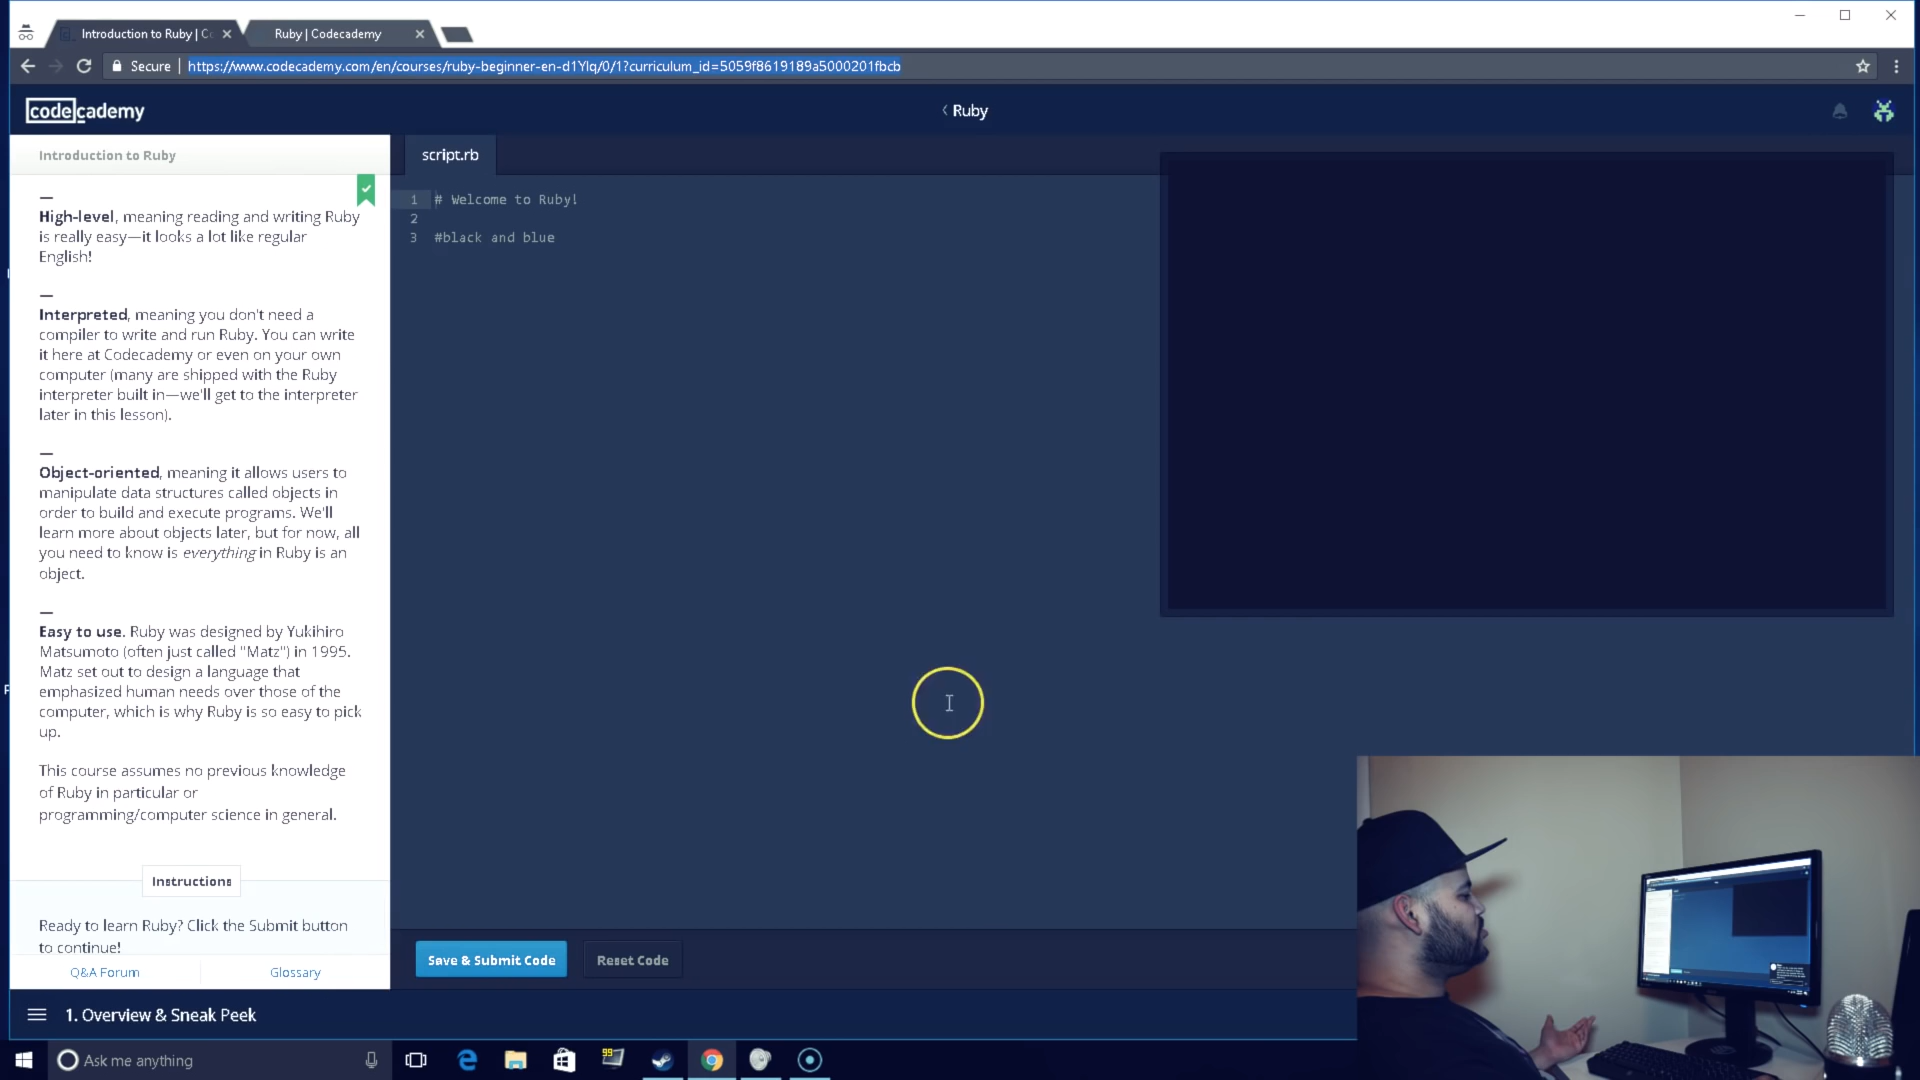 Introduction to Ruby | Co
Ruby | Codecademy
Secure | https://www.codecademy.com/en/courses/ruby-beginner-en-d1Ylq/0/1?curriculum_id=5059f8619189a5000201fbcb
codecademy
Ruby
Introduction to Ruby
script.rb
—
High-level, meaning reading and writing Ruby
is really easy—it looks a lot like regular
English!
—
Interpreted, meaning you don't need a
compiler to write and run Ruby. You can write
it here at Codecademy or even on your own
computer (many are shipped with the Ruby
interpreter built in—we'll get to the interpreter
later in this lesson).
—
Object-oriented, meaning it allows users to
manipulate data structures called objects in
order to build and execute programs. We'll
learn more about objects later, but for now, all
you need to know is everything in Ruby is an
object.
—
Easy to use. Ruby was designed by Yukihiro
Matsumoto (often just called "Matz") in 1995.
Matz set out to design a language that
emphasized human needs over those of the
computer, which is why Ruby is so easy to pick
up.
This course assumes no previous knowledge
of Ruby in particular or
programming/computer science in general.
Instructions
Ready to learn Ruby? Click the Submit button
to continue!
Q&A Forum
Glossary
1 # Welcome to Ruby!
2
3 #black and blue
Save & Submit Code
Reset Code
1. Overview & Sneak Peek
Ask me anything
99